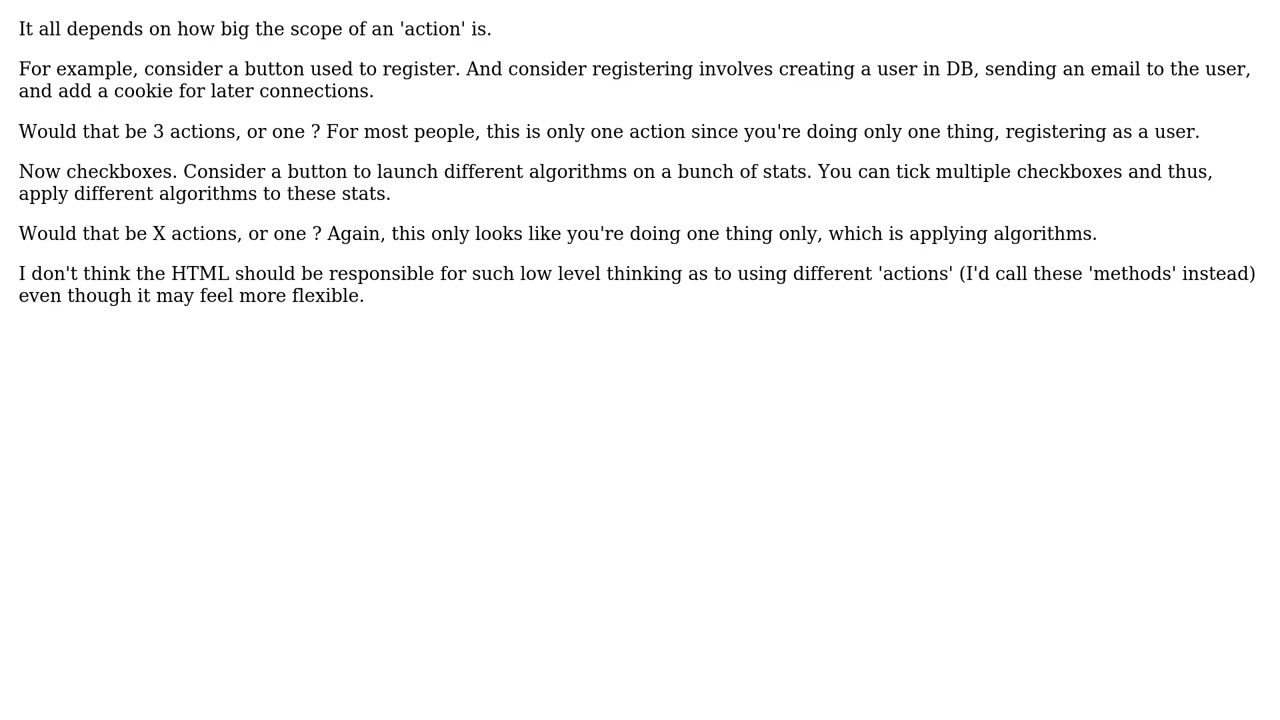 It all depends on how big the scope of an 'action' is.
For example, consider a button used to register. And consider registering involves creating a user in DB, sending an email to the user,
and add a cookie for later connections.
Would that be 3 actions, or one ? For most people, this is only one action since you're doing only one thing, registering as a user.
Now checkboxes. Consider a button to launch different algorithms on a bunch of stats. You can tick multiple checkboxes and thus,
apply different algorithms to these stats.
Would that be X actions, or one ? Again, this only looks like you're doing one thing only, which is applying algorithms.
I don't think the HTML should be responsible for such low level thinking as to using different 'actions' (I'd call these 'methods' instead)
even though it may feel more flexible.